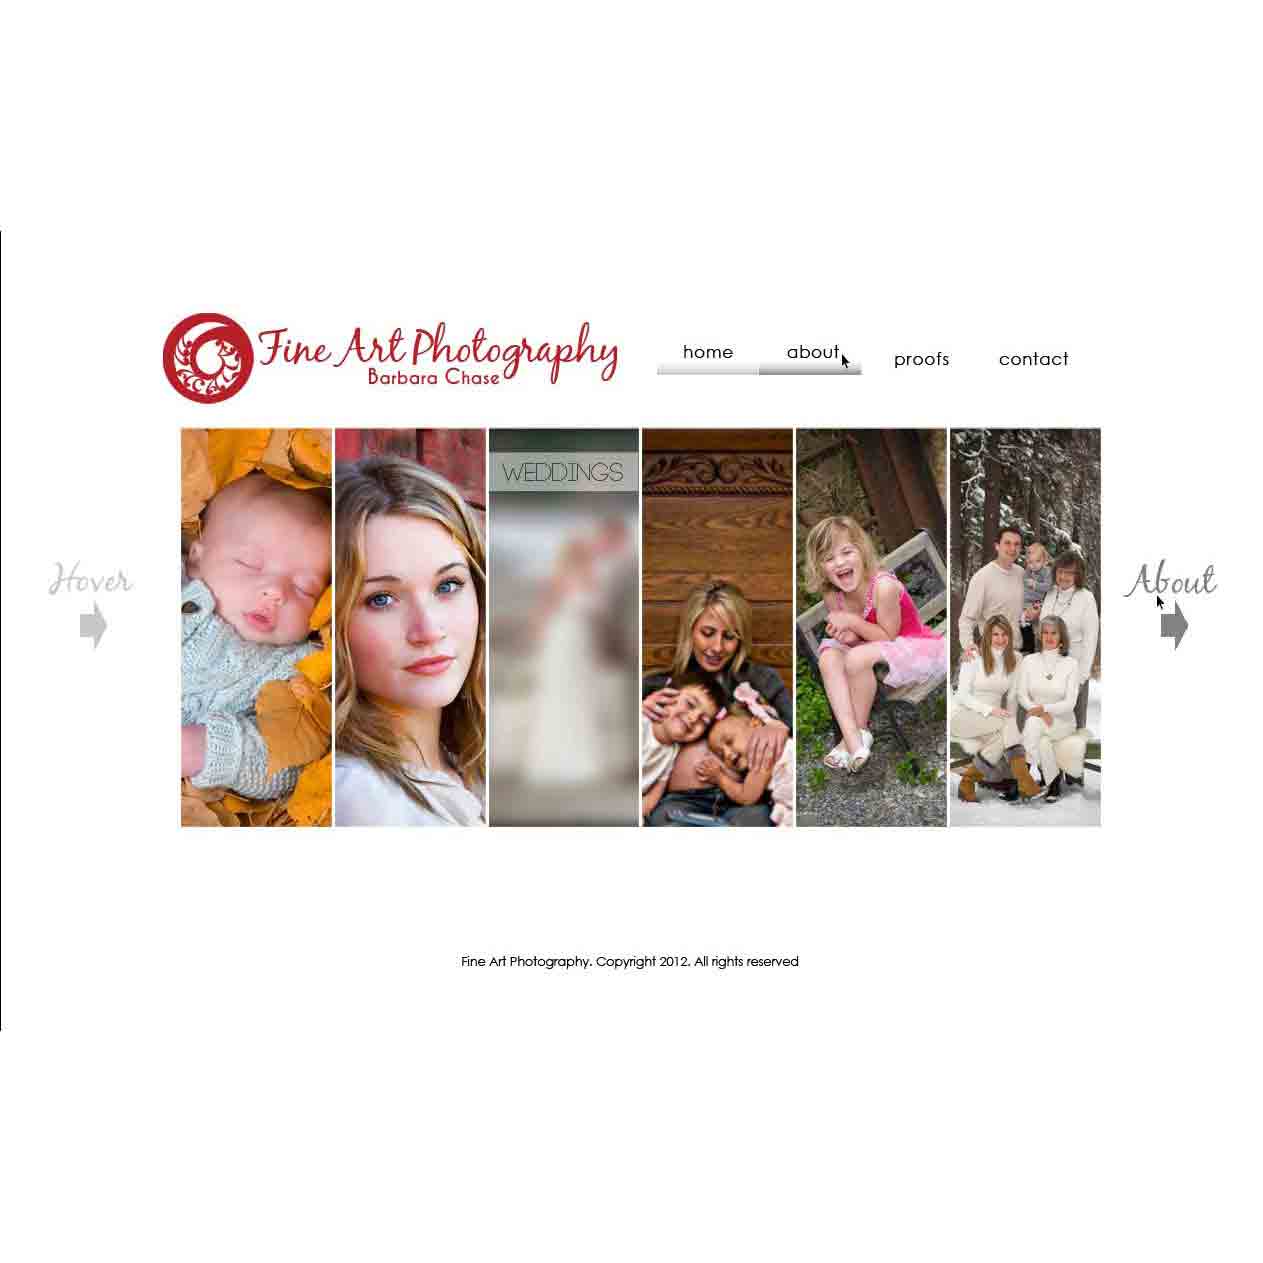 Fine Art Photography
Barbara Chase
home about proofs contact
WEDDINGS
Hover
About
Fine Art Photography. Copyright 2012. All rights reserved